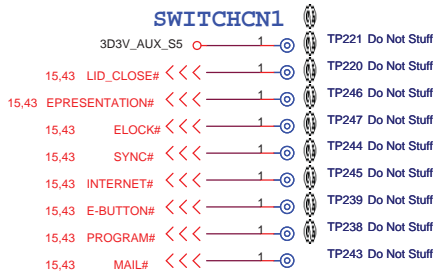 SWITCHCN1
3D3V_AUX_S5 1 TP221 Do Not Stuff
15,43 LID_CLOSE# 1 TP220 Do Not Stuff
15,43 EPRESENTATION# 1 TP246 Do Not Stuff
15,43 ELOCK# 1 TP247 Do Not Stuff
15,43 SYNC# 1 TP244 Do Not Stuff
15,43 INTERNET# 1 TP245 Do Not Stuff
15,43 E-BUTTON# 1 TP239 Do Not Stuff
15,43 PROGRAM# 1 TP238 Do Not Stuff
15,43 MAIL# 1 TP243 Do Not Stuff